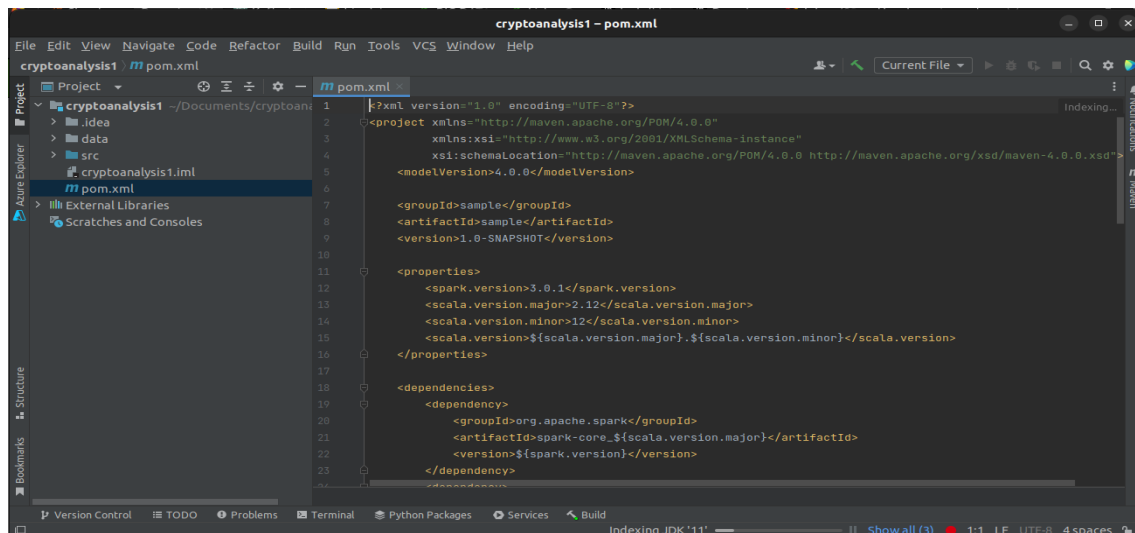 cryptoanalysis1 – pom.xml
File Edit View Navigate Code Refactor Build Run Tools VCS Window Help
cryptoanalysis1 〉 m pom.xml
Current File
Project
m pom.xml
Indexing...
Project
Azure Explorer
Structure
Bookmarks
cryptoanalysis1 ~/Documents/cryptoana
.idea
data
src
cryptoanalysis1.iml
m pom.xml
External Libraries
Scratches and Consoles
1 <?xml version="1.0" encoding="UTF-8"?>
2 <project xmlns="http://maven.apache.org/POM/4.0.0"
3 xmlns:xsi="http://www.w3.org/2001/XMLSchema-instance"
4 xsi:schemaLocation="http://maven.apache.org/POM/4.0.0 http://maven.apache.org/xsd/maven-4.0.0.xsd">
5 <modelVersion>4.0.0</modelVersion>
6
7 <groupId>sample</groupId>
8 <artifactId>sample</artifactId>
9 <version>1.0-SNAPSHOT</version>
10
11 <properties>
12 <spark.version>3.0.1</spark.version>
13 <scala.version.major>2.12</scala.version.major>
14 <scala.version.minor>12</scala.version.minor>
15 <scala.version>${scala.version.major}.${scala.version.minor}</scala.version>
16 </properties>
17
18 <dependencies>
19 <dependency>
20 <groupId>org.apache.spark</groupId>
21 <artifactId>spark-core_${scala.version.major}</artifactId>
22 <version>${spark.version}</version>
23 </dependency>
Notifications
m Maven
Version Control TODO Problems Terminal Python Packages Services Build
Indexing JDK '11' Show all (3) 1:1 LF UTF-8 4 spaces